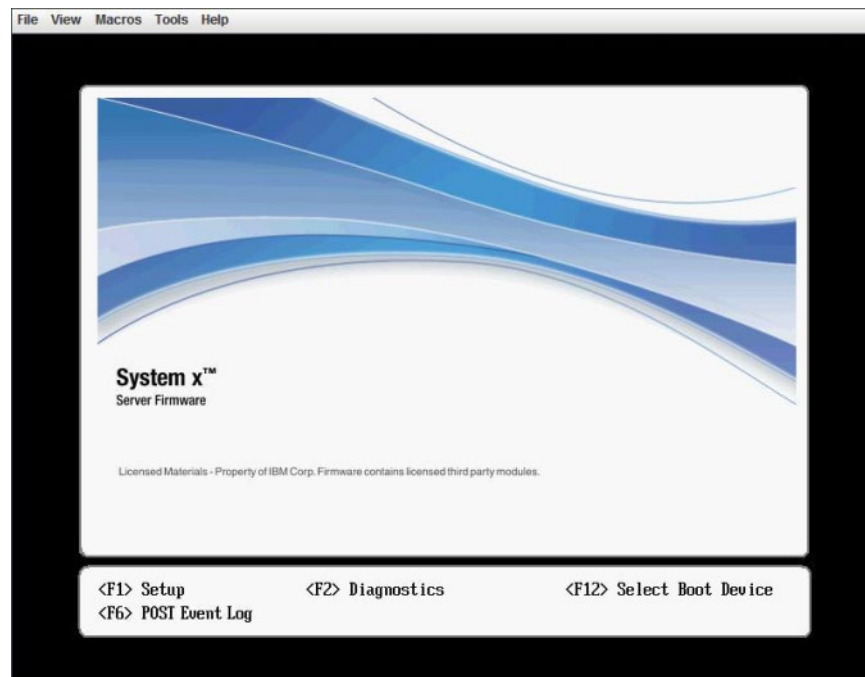 File View Macros Tools Help
System x™
Server Firmware
Licensed Materials - Property of IBM Corp. Firmware contains licensed third party modules.
<F1> Setup <F2> Diagnostics <F12> Select Boot Device
<F6> POST Event Log